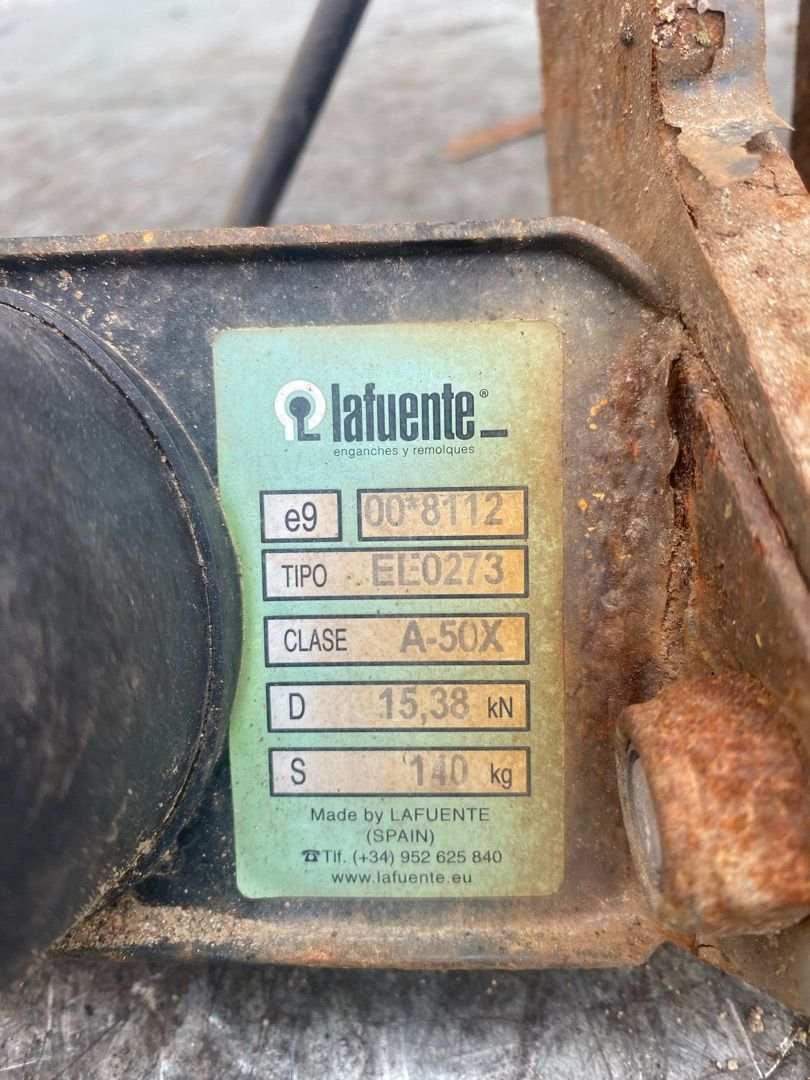 lafuente®
enganches y remolques
e9 00*8112
TIPO EE0273
CLASE A-50X
D 15,38 kN
S 140 kg
Made by LAFUENTE
(SPAIN)
☎Tlf. (+34) 952 625 840
www.lafuente.eu